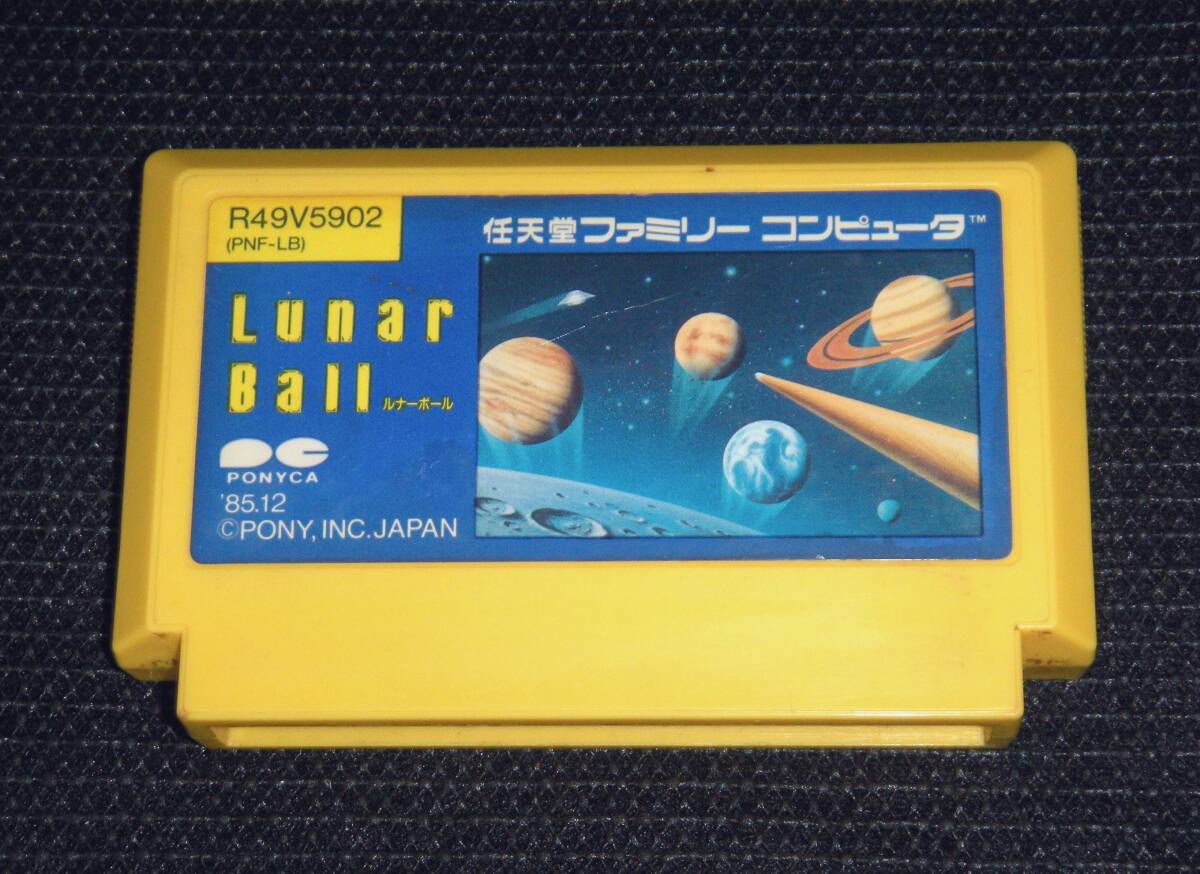 R49V5902
(PNF-LB)
任天堂ファミリー コンピュータ™
Lunar
Ball ルナーボール
PC
PONYCA
'85.12
©PONY, INC. JAPAN